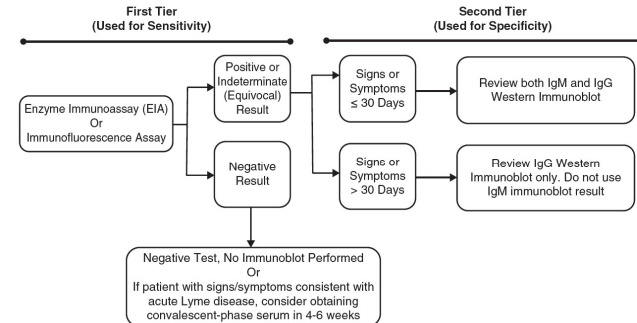 First Tier
(Used for Sensitivity)
Second Tier
(Used for Specificity)
Enzyme Immunoassay (EIA)
Or
Immunofluorescence Assay
Positive or
Indeterminate
(Equivocal)
Result
Negative
Result
Signs or
Symptoms
≤ 30 Days
Signs or
Symptoms
> 30 Days
Review both IgM and IgG
Western Immunoblot
Review IgG Western
Immunoblot only. Do not use
IgM immunoblot result
Negative Test, No Immunoblot Performed
Or
If patient with signs/symptoms consistent with
acute Lyme disease, consider obtaining
convalescent-phase serum in 4-6 weeks